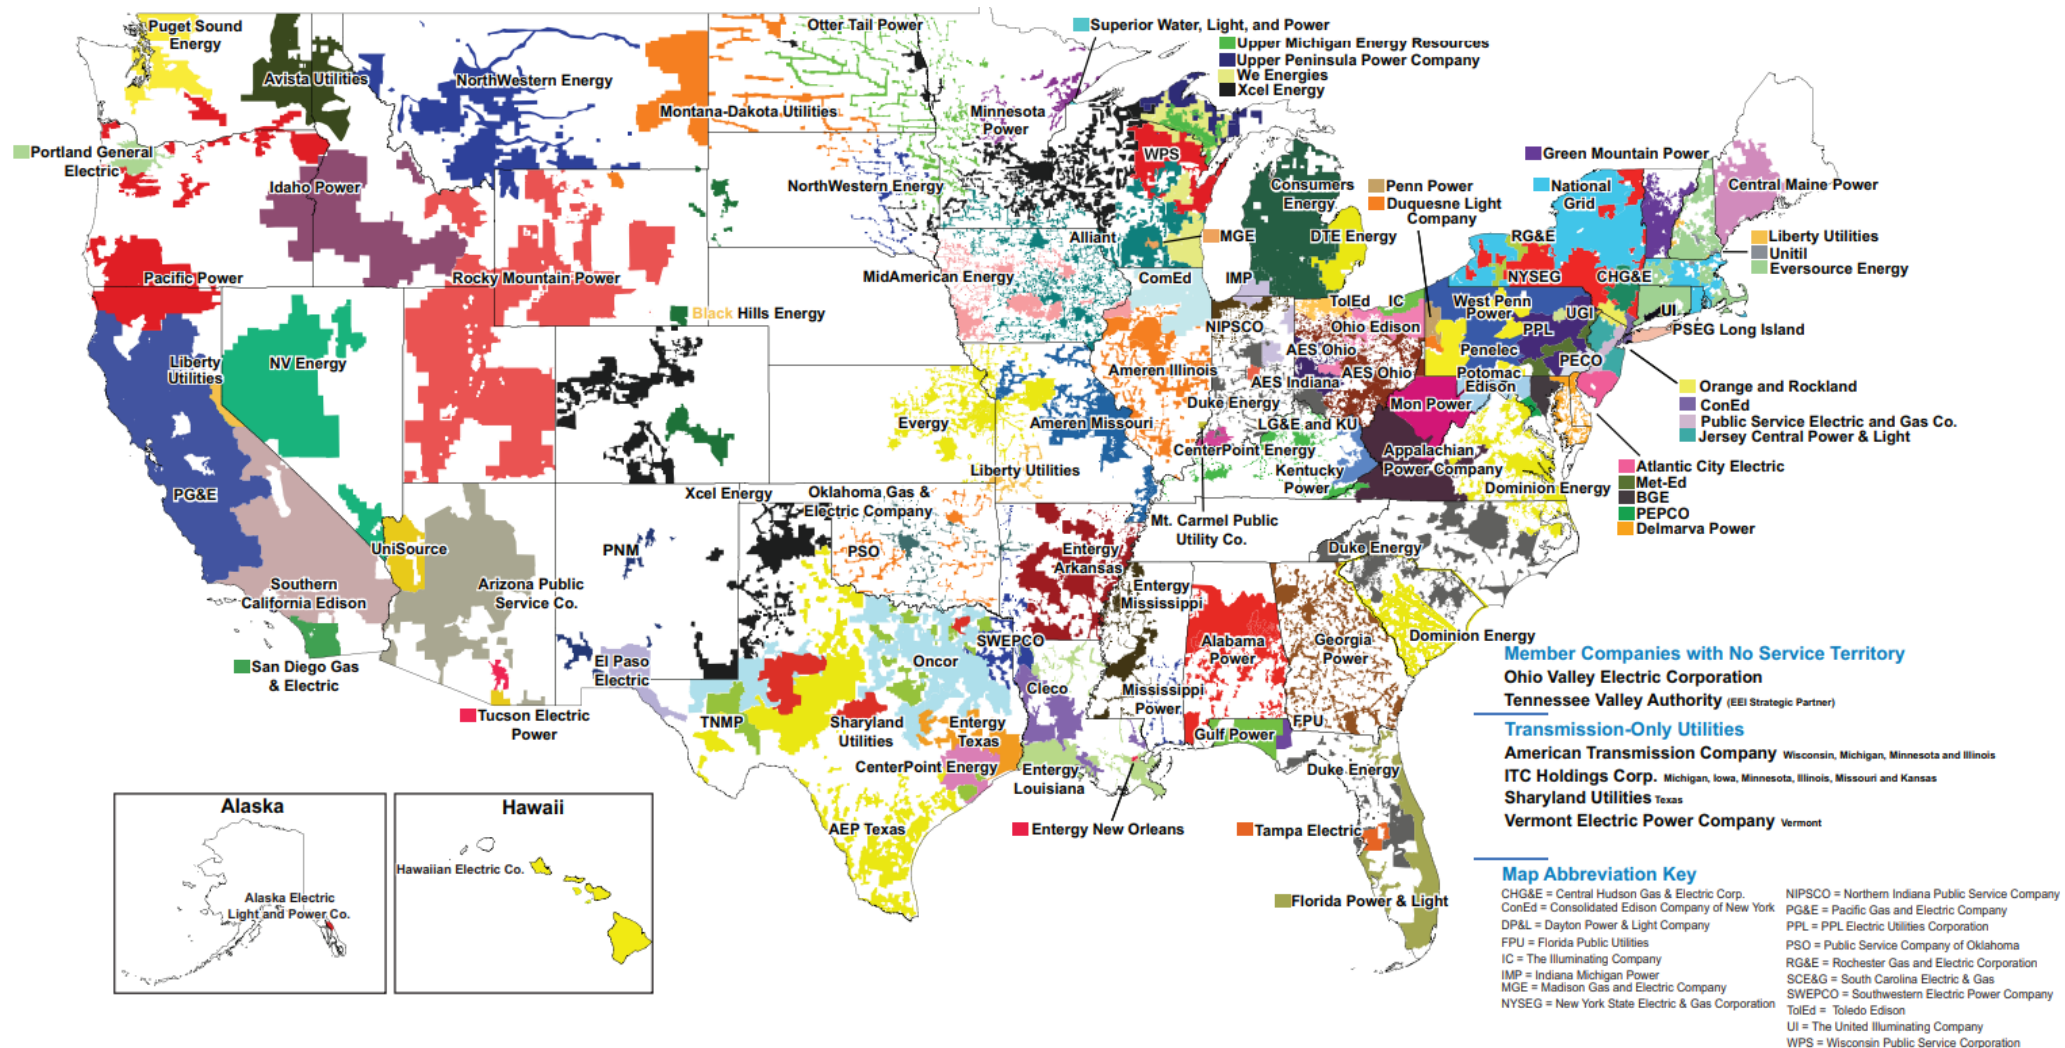 Puget Sound
Energy
Avista Utilities
NorthWestern Energy
Otter Tail Power
Montana-Dakota Utilities
Minnesota
Power
Superior Water, Light, and Power
Upper Michigan Energy Resources
Upper Peninsula Power Company
We Energies
Xcel Energy
Portland General
Electric
Idaho Power
NorthWestern Energy
WPS
Consumers
Energy
Penn Power
Duquesne Light
Company
Green Mountain Power
National
Grid
Central Maine Power
Pacific Power
Rocky Mountain Power
Alliant
MGE
DTE Energy
RG&E
Liberty Utilities
Unitil
Eversource Energy
MidAmerican Energy
ComEd
IMP
NYSEG
CHG&E
Black Hills Energy
NIPSCO
TolEd
IC
Ohio Edison
West Penn
Power
UGI
UI
PPL
PSEG Long Island
Liberty
Utilities
NV Energy
Ameren Illinois
AES Ohio
AES Ohio
AES Indiana
Penelec
PECO
Potomac
Edison
Orange and Rockland
ConEd
Public Service Electric and Gas Co.
Jersey Central Power & Light
Duke Energy
Mon Power
Evergy
Ameren Missouri
LG&E and KU
CenterPoint Energy
Appalachian
Power Company
Kentucky
Power
Atlantic City Electric
Met-Ed
BGE
PEPCO
Delmarva Power
Liberty Utilities
Dominion Energy
PG&E
Xcel Energy
Oklahoma Gas &
Electric Company
Mt. Carmel Public
Utility Co.
UniSource
PNM
PSO
Entergy
Arkansas
Duke Energy
Southern
California Edison
Arizona Public
Service Co.
Entergy
Mississippi
San Diego Gas
& Electric
El Paso
Electric
Oncor
SWEPCO
Alabama
Power
Georgia
Power
Dominion Energy
Tucson Electric
Power
TNMP
Sharyland
Utilities
Entergy
Texas
Cleco
Mississippi
Power
Gulf Power
FPU
CenterPoint Energy
Entergy
Louisiana
Duke Energy
AEP Texas
Entergy New Orleans
Tampa Electric
Florida Power & Light
Alaska
Alaska Electric
Light and Power Co.
Hawaii
Hawaiian Electric Co.
Member Companies with No Service Territory
Ohio Valley Electric Corporation
Tennessee Valley Authority (EEI Strategic Partner)
Transmission-Only Utilities
American Transmission Company Wisconsin, Michigan, Minnesota and Illinois
ITC Holdings Corp. Michigan, Iowa, Minnesota, Illinois, Missouri and Kansas
Sharyland Utilities Texas
Vermont Electric Power Company Vermont
Map Abbreviation Key
CHG&E = Central Hudson Gas & Electric Corp.
ConEd = Consolidated Edison Company of New York
DP&L = Dayton Power & Light Company
FPU = Florida Public Utilities
IC = The Illuminating Company
IMP = Indiana Michigan Power
MGE = Madison Gas and Electric Company
NYSEG = New York State Electric & Gas Corporation
NIPSCO = Northern Indiana Public Service Company
PG&E = Pacific Gas and Electric Company
PPL = PPL Electric Utilities Corporation
PSO = Public Service Company of Oklahoma
RG&E = Rochester Gas and Electric Corporation
SCE&G = South Carolina Electric & Gas
SWEPCO = Southwestern Electric Power Company
TolEd = Toledo Edison
UI = The United Illuminating Company
WPS = Wisconsin Public Service Corporation